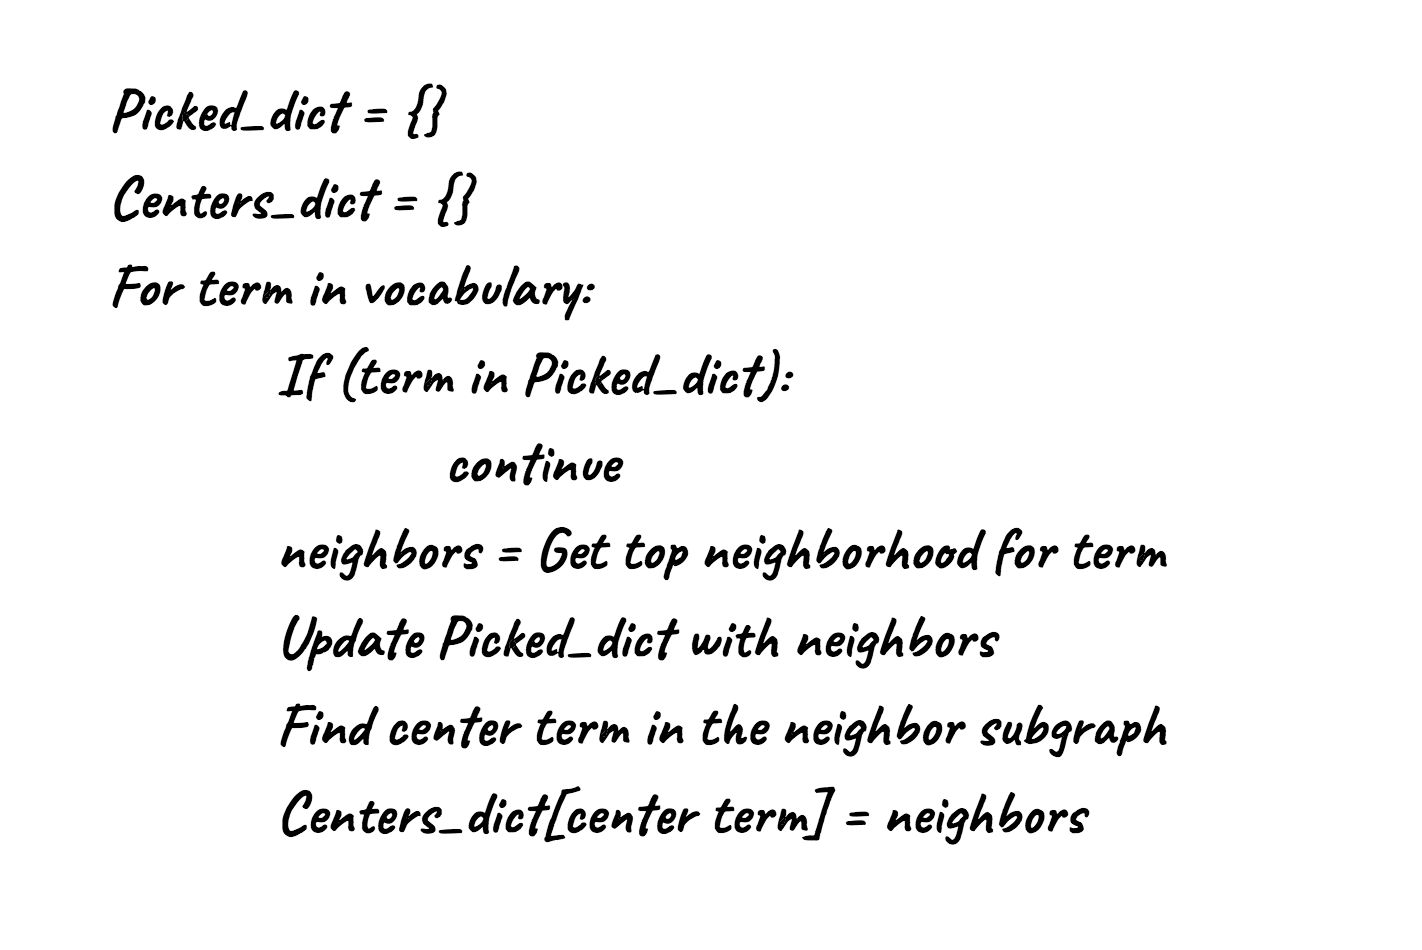 Picked_dict = {}
Centers_dict = {}
For term in vocabulary:
If (term in Picked_dict):
continue
neighbors = Get top neighborhood for term
Update Picked_dict with neighbors
Find center term in the neighbor subgraph
Centers_dict[center term] = neighbors